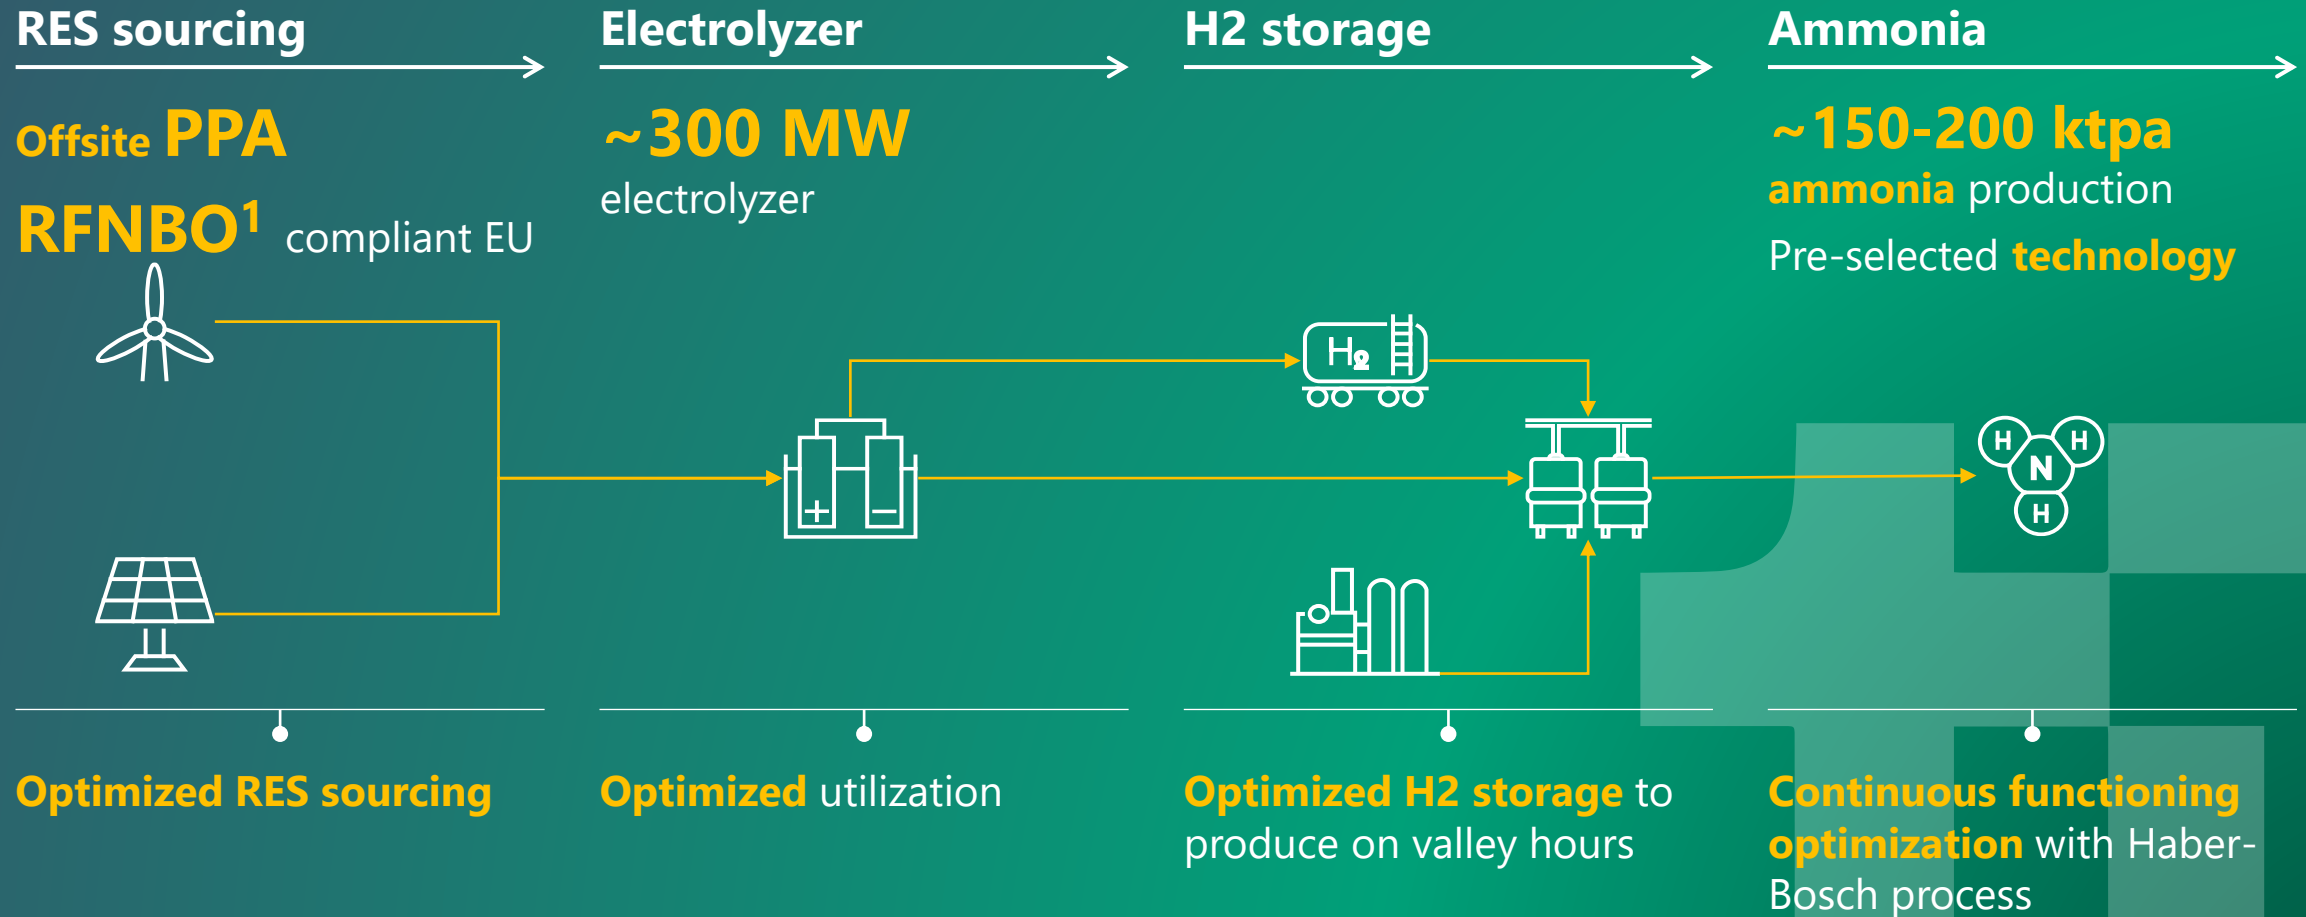 RES sourcing
Offsite PPA
RFNBO¹ compliant EU
Optimized RES sourcing
Electrolyzer
~300 MW
electrolyzer
+ −
Optimized utilization
H2 storage
H2
Optimized H2 storage to
produce on valley hours
Ammonia
~150-200 ktpa
ammonia production
Pre-selected technology
H H
N
H
Continuous functioning
optimization with Haber-
Bosch process